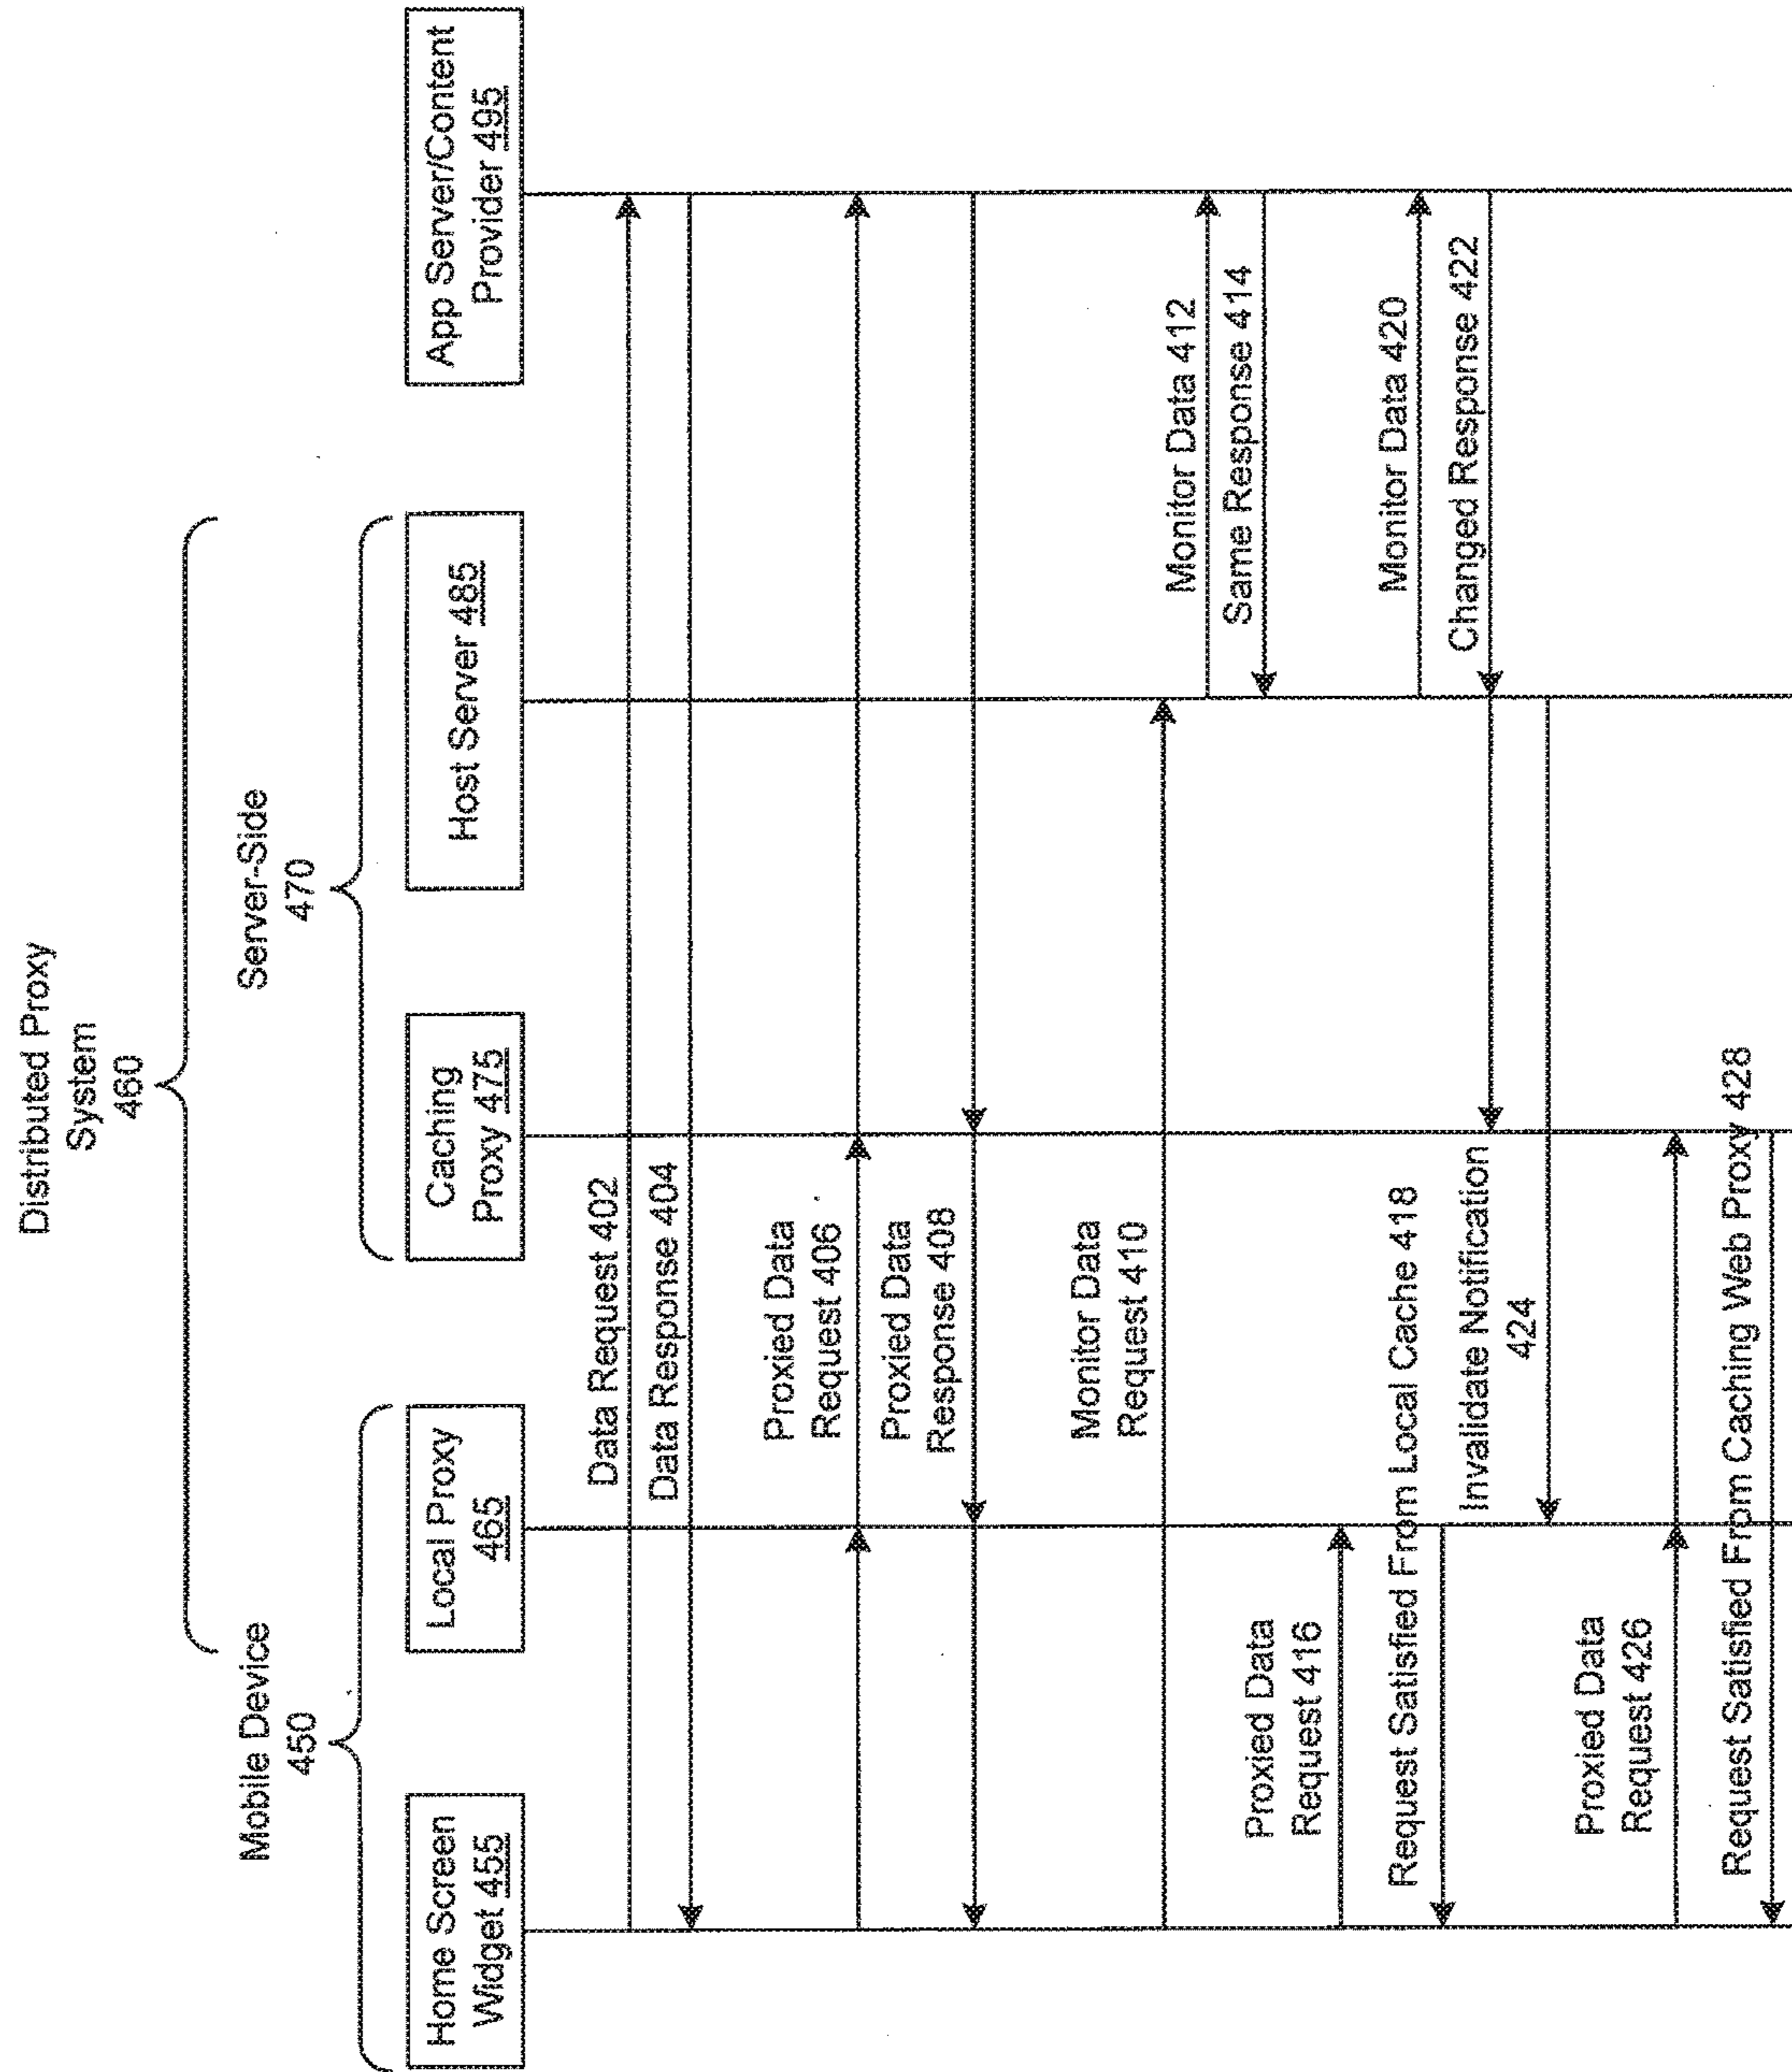 Distributed Proxy
System
460
Mobile Device
450
Server-Side
470
Home Screen
Widget 455
Local Proxy
465
Caching
Proxy 475
Host Server 485
App Server/Content
Provider 495
Data Request 402
Data Response 404
Proxied Data
Request 406
Proxied Data
Response 408
Monitor Data
Request 410
Monitor Data 412
Same Response 414
Proxied Data
Request 416
Request Satisfied From Local Cache 418
Monitor Data 420
Changed Response 422
Invalidate Notification
424
Proxied Data
Request 426
Request Satisfied From Caching Web Proxy 428